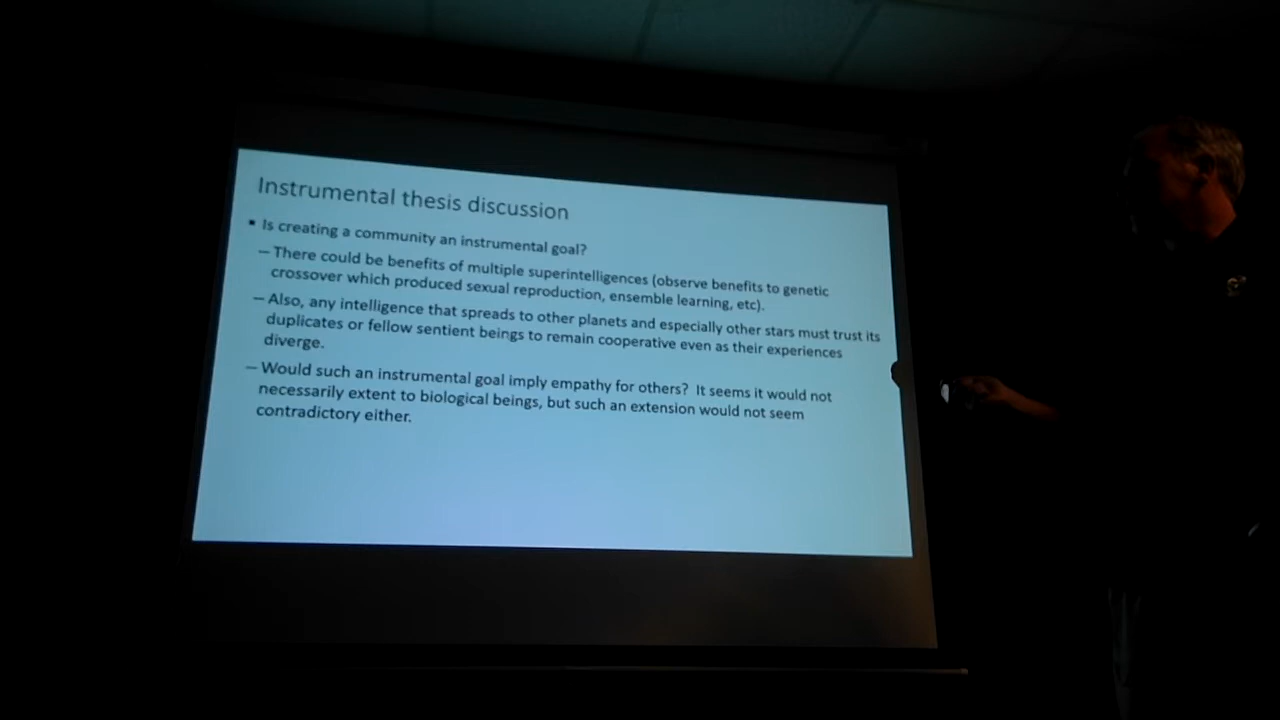 Instrumental thesis discussion
▪ Is creating a community an instrumental goal?
– There could be benefits of multiple superintelligences (observe benefits to genetic
crossover which produced sexual reproduction, ensemble learning, etc).
– Also, any intelligence that spreads to other planets and especially other stars must trust its
duplicates or fellow sentient beings to remain cooperative even as their experiences
diverge.
– Would such an instrumental goal imply empathy for others? It seems it would not
necessarily extent to biological beings, but such an extension would not seem
contradictory either.